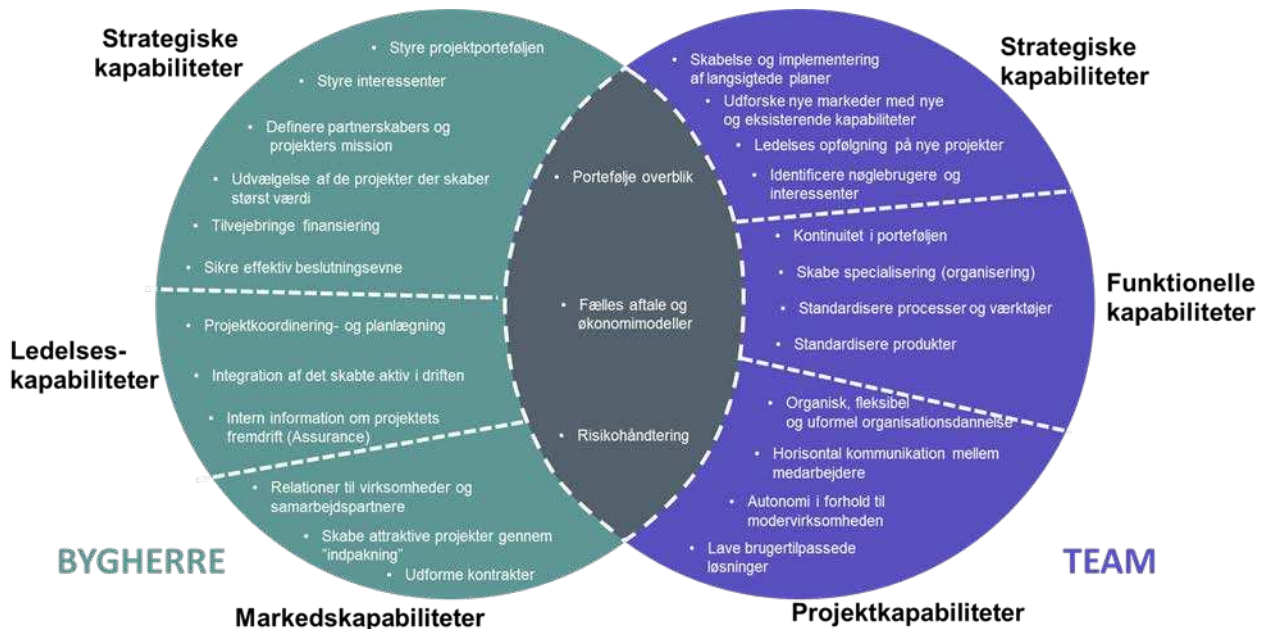 Strategiske
kapabiliteter
• Styre projektporteføljen
• Styre interessenter
• Definere partnerskabers og
projekters mission
• Udvælgelse af de projekter der skaber
størst værdi
• Tilvejebringe finansiering
• Sikre effektiv beslutningsevne
Ledelses-
kapabiliteter
• Projektkoordinering- og planlægning
• Integration af det skabte aktiv i driften
• Intern information om projektets
fremdrift (Assurance)
• Relationer til virksomheder og
samarbejdspartnere
• Skabe attraktive projekter gennem
"indpakning"
• Udforme kontrakter
BYGHERRE
Markedskapabiliteter
• Portefølje overblik
• Fælles aftale og
økonomimodeller
• Risikohåndtering
Strategiske
kapabiliteter
• Skabelse og implementering
af langsigtede planer
• Udforske nye markeder med nye
og eksisterende kapabiliteter
• Ledelses opfølgning på nye projekter
• Identificere nøglebrugere og
interessenter
Funktionelle
kapabiliteter
• Kontinuitet i porteføljen
• Skabe specialisering (organisering)
• Standardisere processer og værktøjer
• Standardisere produkter
• Organisk, fleksibel
og uformel organisationsdannelse
• Horisontal kommunikation mellem
medarbejdere
• Autonomi i forhold til
modervirksomheden
• Lave brugertilpassede
løsninger
TEAM
Projektkapabiliteter